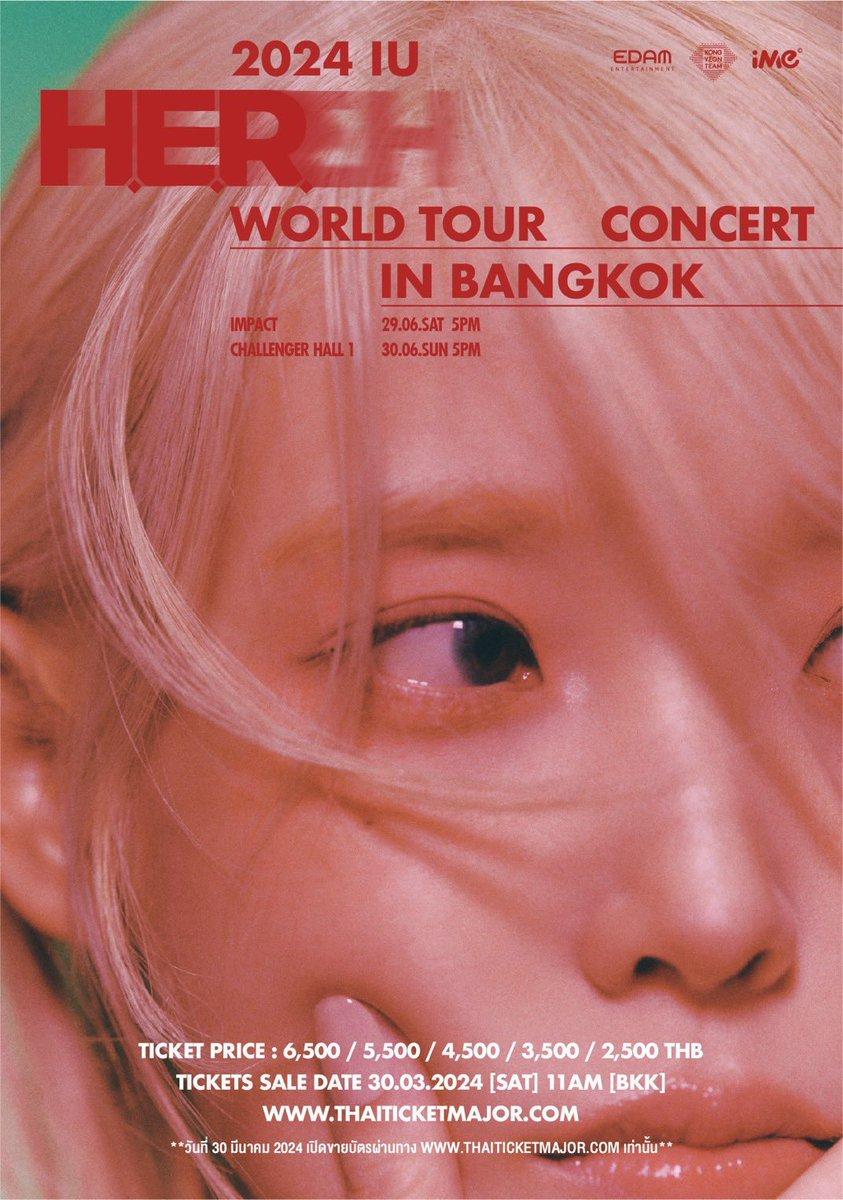 2024 IU
EDAM
ENTERTAINMENT
KONG
YEON
TEAM
iMe
H.E.R.EH
WORLD TOUR CONCERT
IN BANGKOK
IMPACT 29.06.SAT 5PM
CHALLENGER HALL 1 30.06.SUN 5PM
TICKET PRICE : 6,500 / 5,500 / 4,500 / 3,500 / 2,500 THB
TICKETS SALE DATE 30.03.2024 [SAT] 11AM [BKK]
WWW.THAITICKETMAJOR.COM
**วันที่ 30 มีนาคม 2024 เปิดขายบัตรผ่านทาง WWW.THAITICKETMAJOR.COM เท่านั้น**